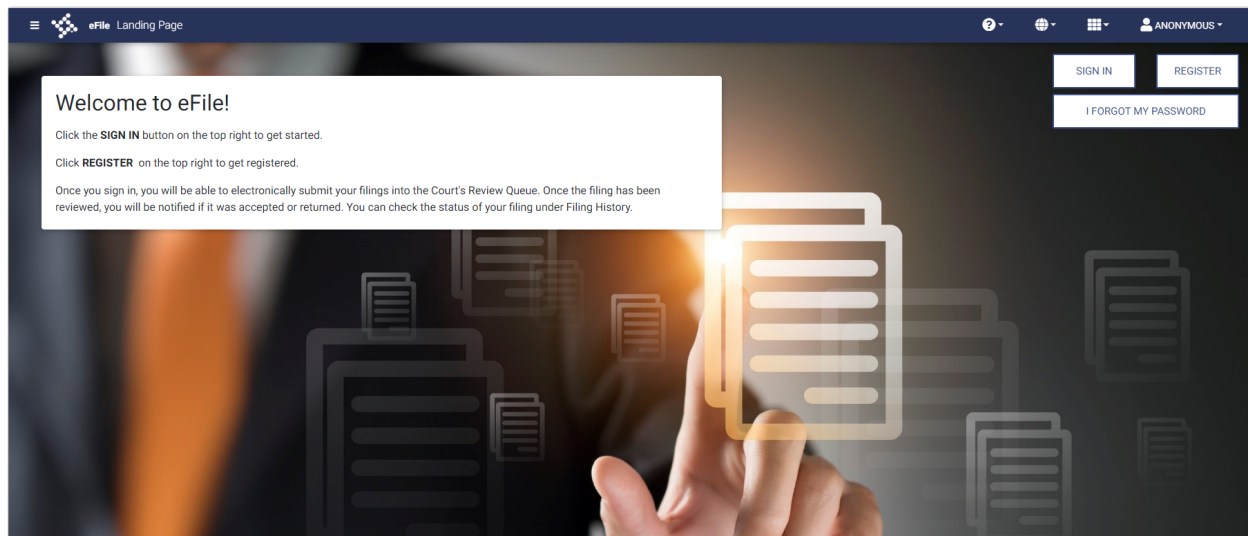 eFile Landing Page
ANONYMOUS
SIGN IN
REGISTER
I FORGOT MY PASSWORD
Welcome to eFile!
Click the SIGN IN button on the top right to get started.
Click REGISTER on the top right to get registered.
Once you sign in, you will be able to electronically submit your filings into the Court's Review Queue. Once the filing has been
reviewed, you will be notified if it was accepted or returned. You can check the status of your filing under Filing History.